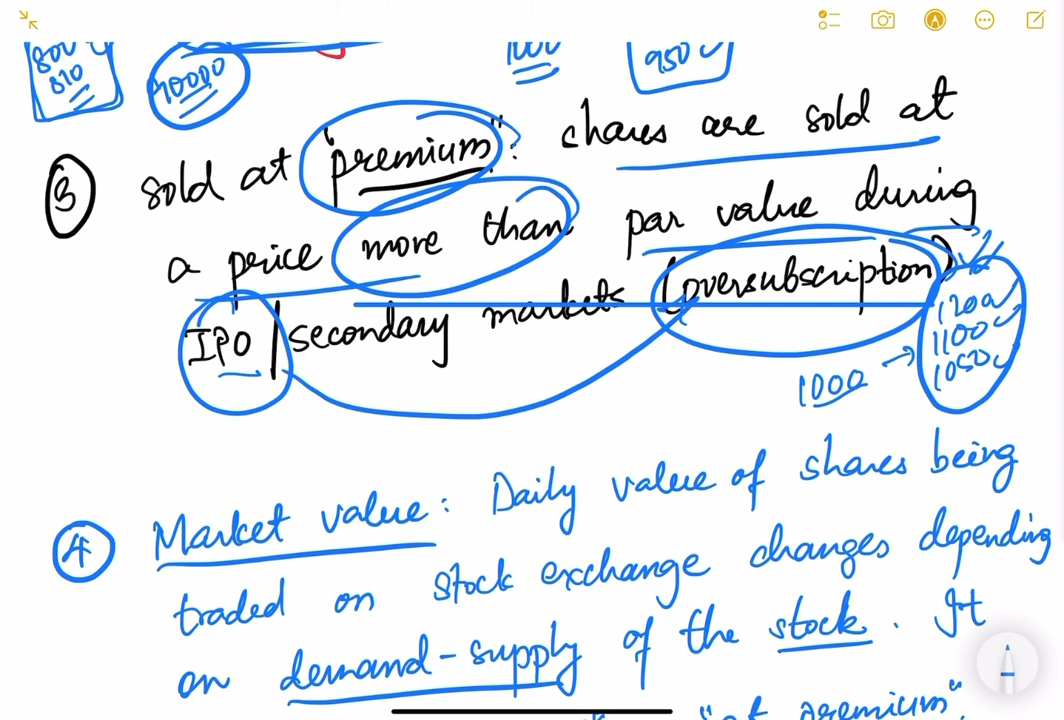 800
810
10000
1000
950
③ sold at "premium": shares are sold at
a price more than par value during
IPO | secondary markets (oversubscription)
1200
1100
1000 → 1050
④ Market value: Daily value of shares being
traded on stock exchange changes depending
on demand-supply of the stock. It
"at premium"